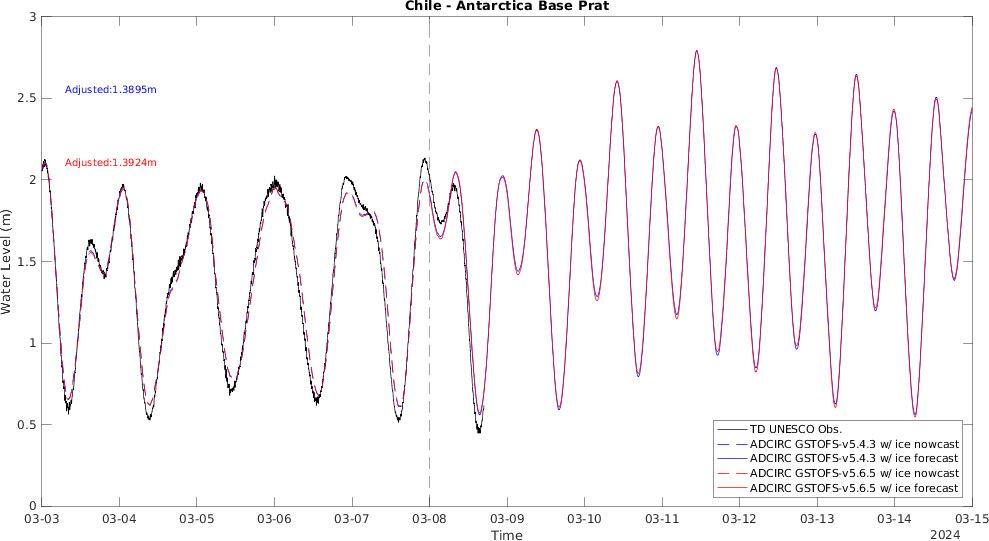 Chile - Antarctica Base Prat
3
2.5
2
1.5
1
0.5
0
Water Level (m)
Adjusted:1.3895m
Adjusted:1.3924m
TD UNESCO Obs.
ADCIRC GSTOFS-v5.4.3 w/ ice nowcast
ADCIRC GSTOFS-v5.4.3 w/ ice forecast
ADCIRC GSTOFS-v5.6.5 w/ ice nowcast
ADCIRC GSTOFS-v5.6.5 w/ ice forecast
03-03 03-04 03-05 03-06 03-07 03-08 03-09 03-10 03-11 03-12 03-13 03-14 03-15
Time
2024